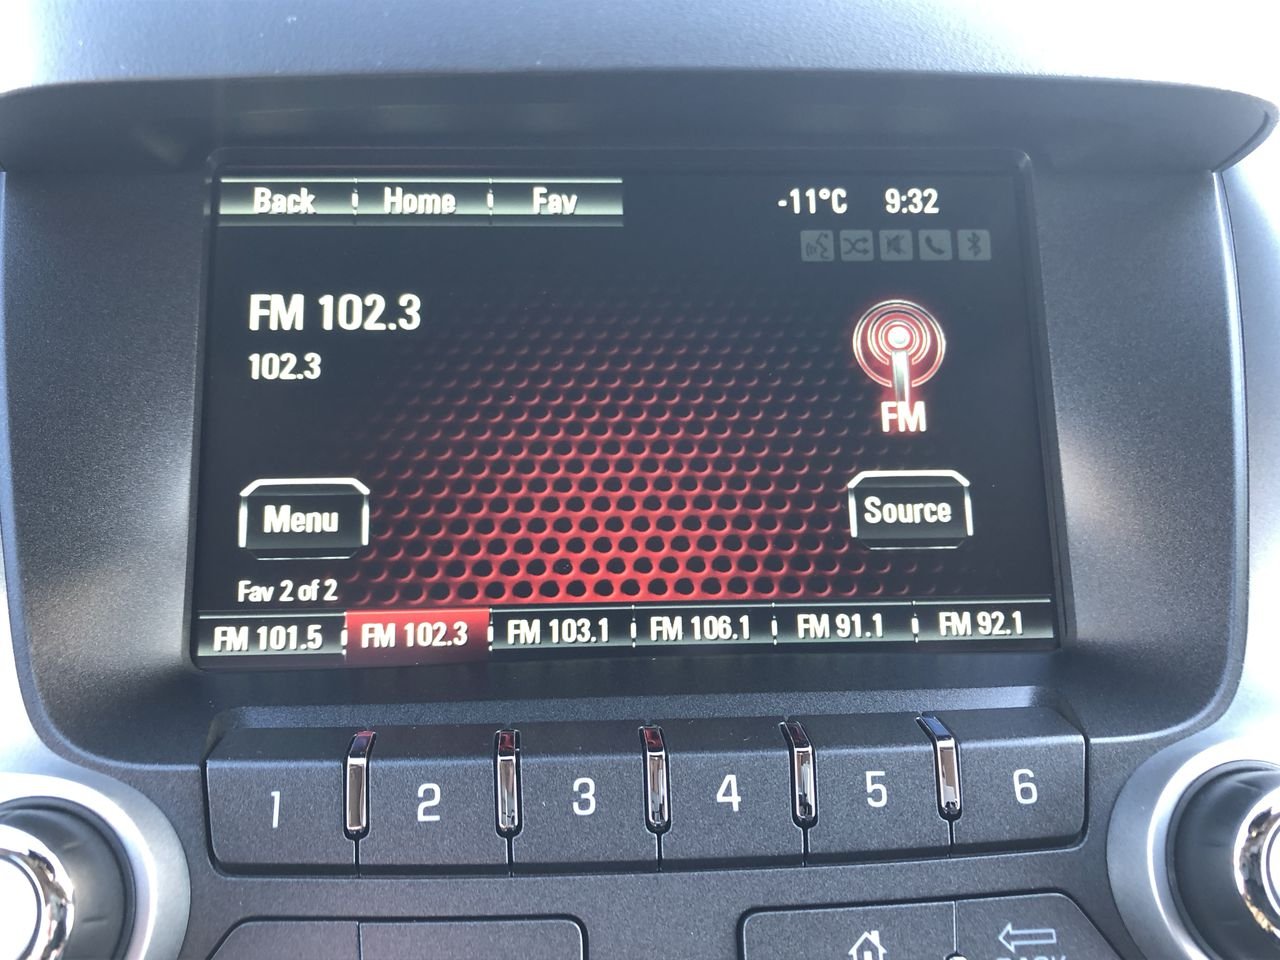 Back Home Fav -11°C 9:32
FM 102.3
102.3
FM
Menu Source
Fav 2 of 2
FM 101.5 FM 102.3 FM 103.1 FM 106.1 FM 91.1 FM 92.1
1 2 3 4 5 6
BACK